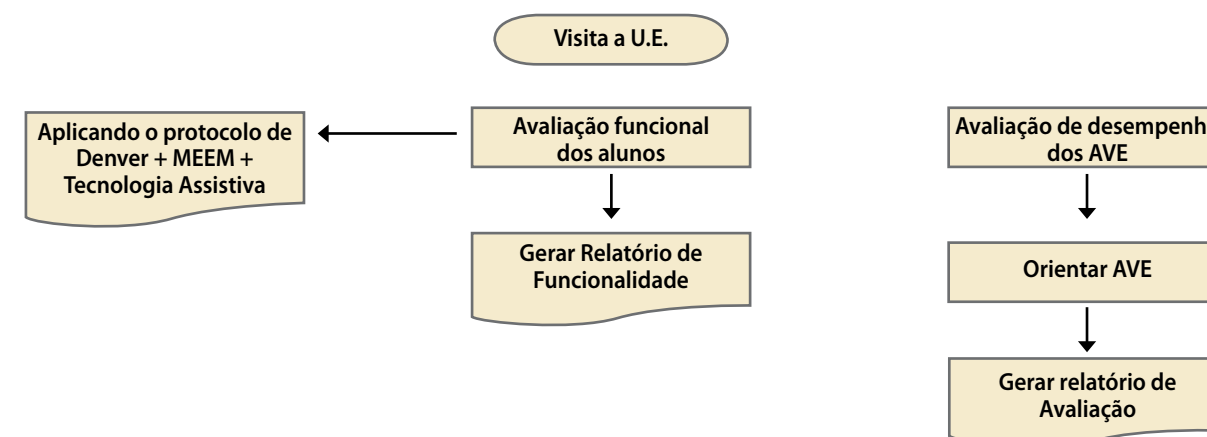 Visita a U.E.
Aplicando o protocolo de
Denver + MEEM +
Tecnologia Assistiva
Avaliação funcional
dos alunos
Gerar Relatório de
Funcionalidade
Avaliação de desempenh
dos AVE
Orientar AVE
Gerar relatório de
Avaliação